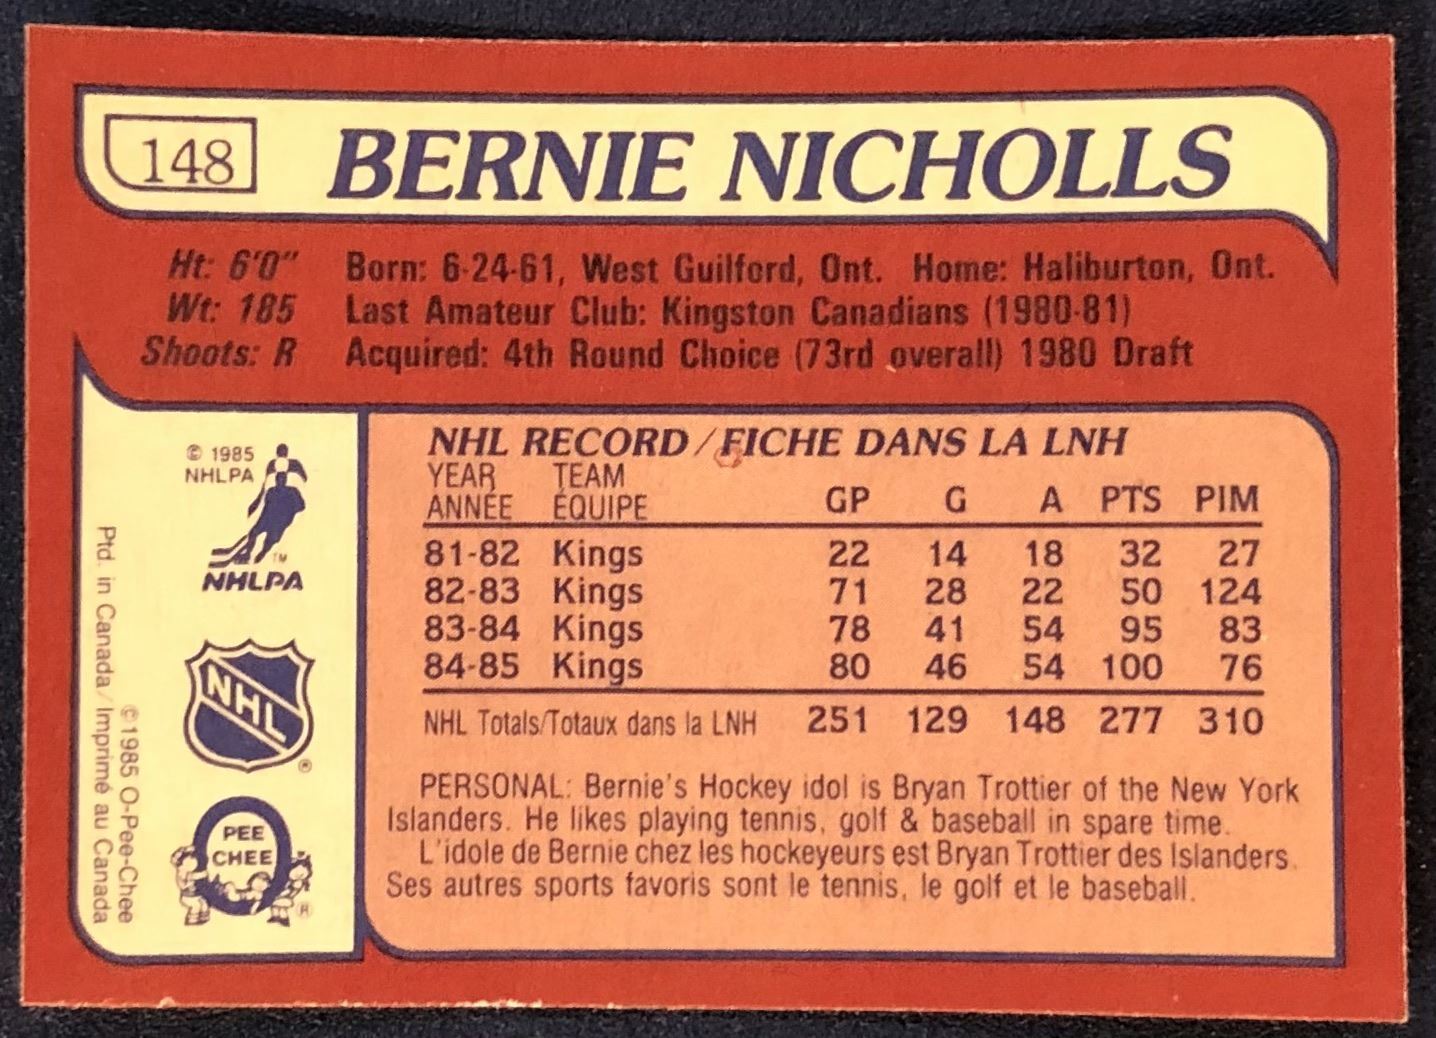 148 BERNIE NICHOLLS
Ht: 6'0" Born: 6-24-61, West Guilford, Ont. Home: Haliburton, Ont.
Wt: 185 Last Amateur Club: Kingston Canadians (1980-81)
Shoots: R Acquired: 4th Round Choice (73rd overall) 1980 Draft
NHL RECORD/FICHE DANS LA LNH
YEAR TEAM
ANNÉE ÉQUIPE GP G A PTS PIM
81-82 Kings 22 14 18 32 27
82-83 Kings 71 28 22 50 124
83-84 Kings 78 41 54 95 83
84-85 Kings 80 46 54 100 76
NHL Totals/Totaux dans la LNH 251 129 148 277 310
PERSONAL: Bernie's Hockey idol is Bryan Trottier of the New York
Islanders. He likes playing tennis, golf & baseball in spare time.
L'idole de Bernie chez les hockeyeurs est Bryan Trottier des Islanders.
Ses autres sports favoris sont le tennis, le golf et le baseball.
© 1985
NHLPA
TM
NHLPA
NHL
®
PEE
CHEE
®
©1985 O-Pee-Chee
Ptd. in Canada/Imprimé au Canada